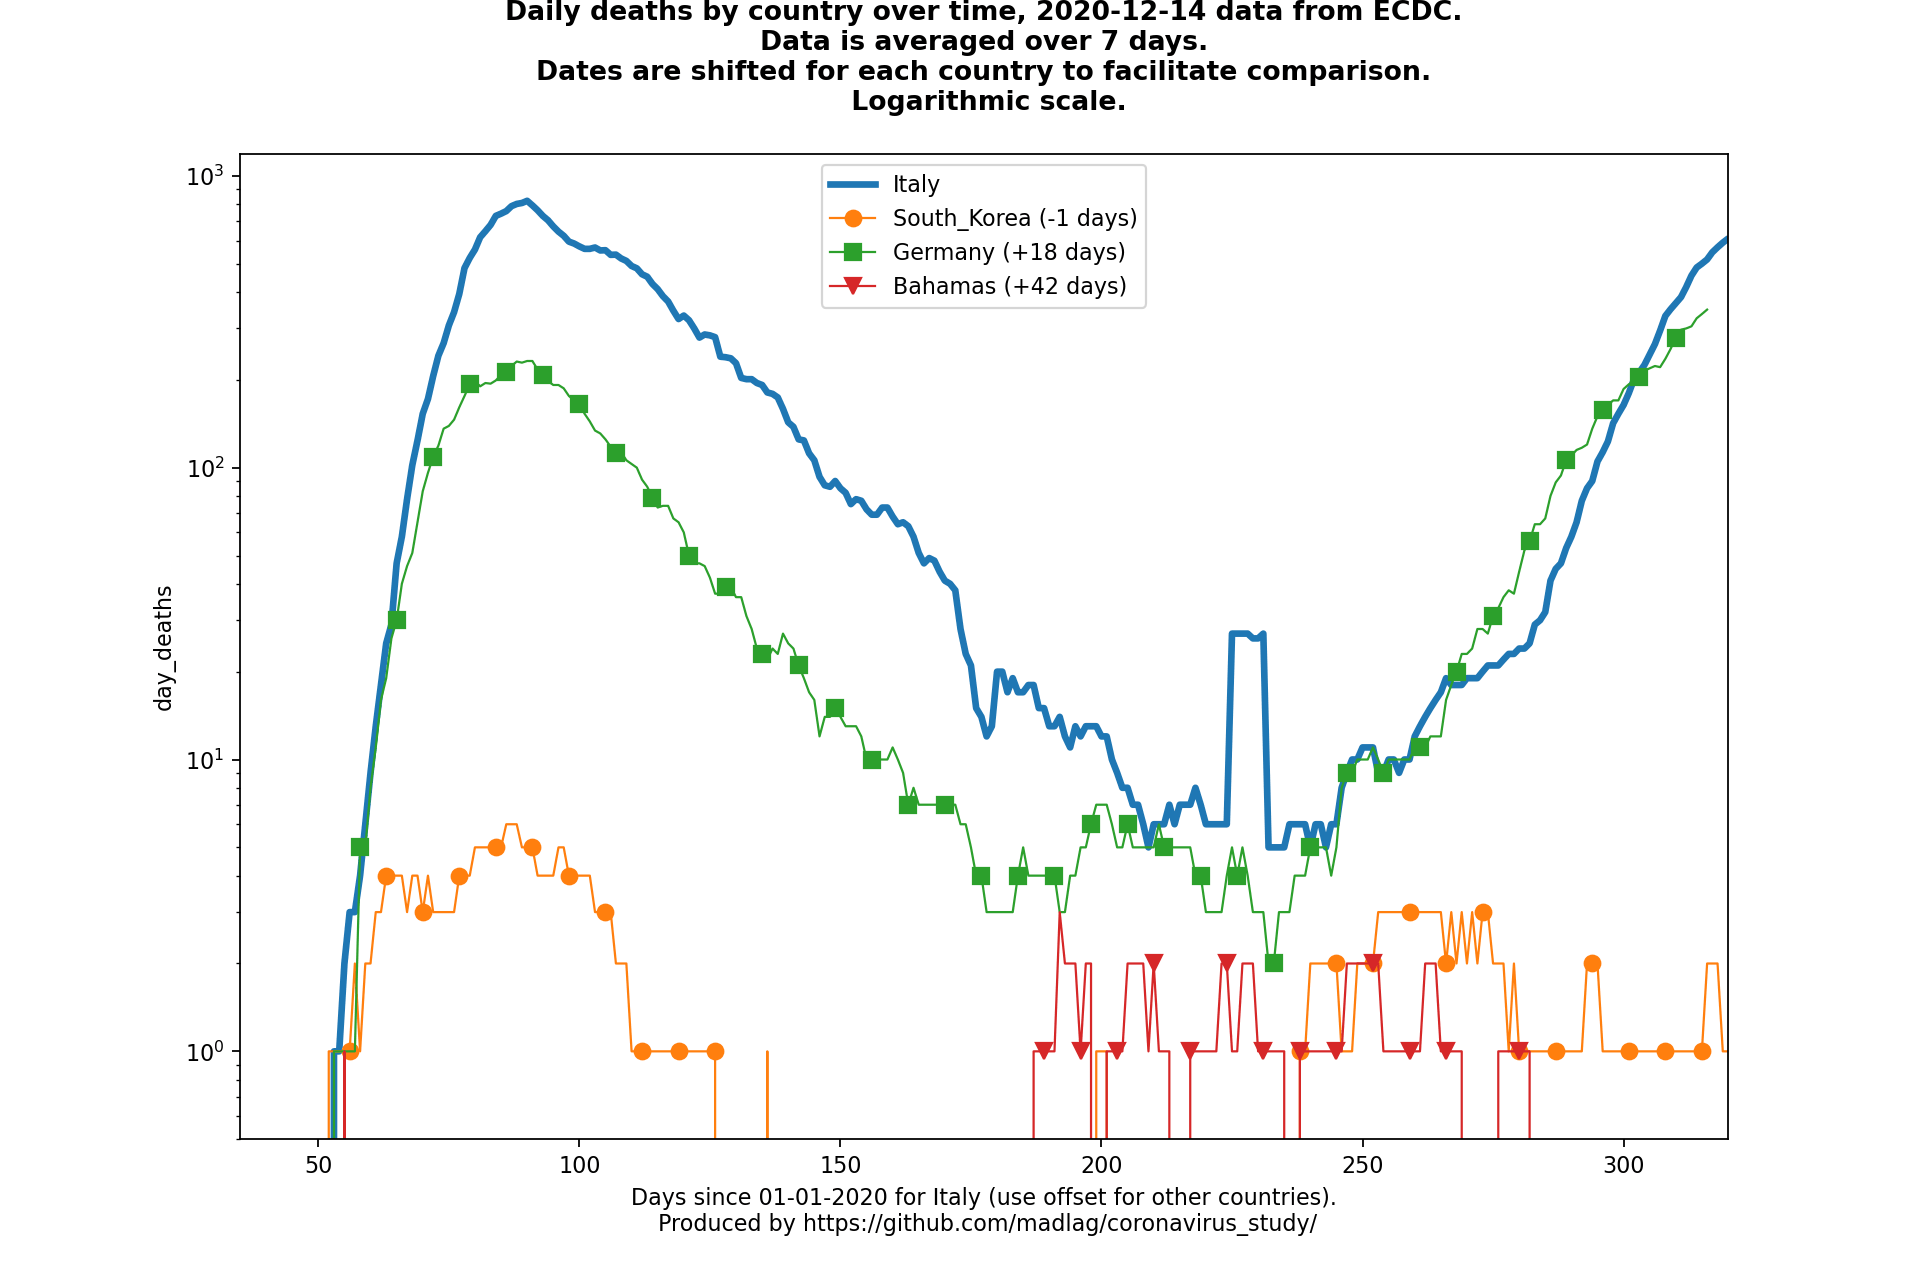 Daily deaths by country over time, 2020-12-14 data from ECDC.
Data is averaged over 7 days.
Dates are shifted for each country to facilitate comparison.
Logarithmic scale.
Italy
South_Korea (-1 days)
Germany (+18 days)
Bahamas (+42 days)
10³
10²
10¹
10⁰
day_deaths
50 100 150 200 250 300
Days since 01-01-2020 for Italy (use offset for other countries).
Produced by https://github.com/madlag/coronavirus_study/